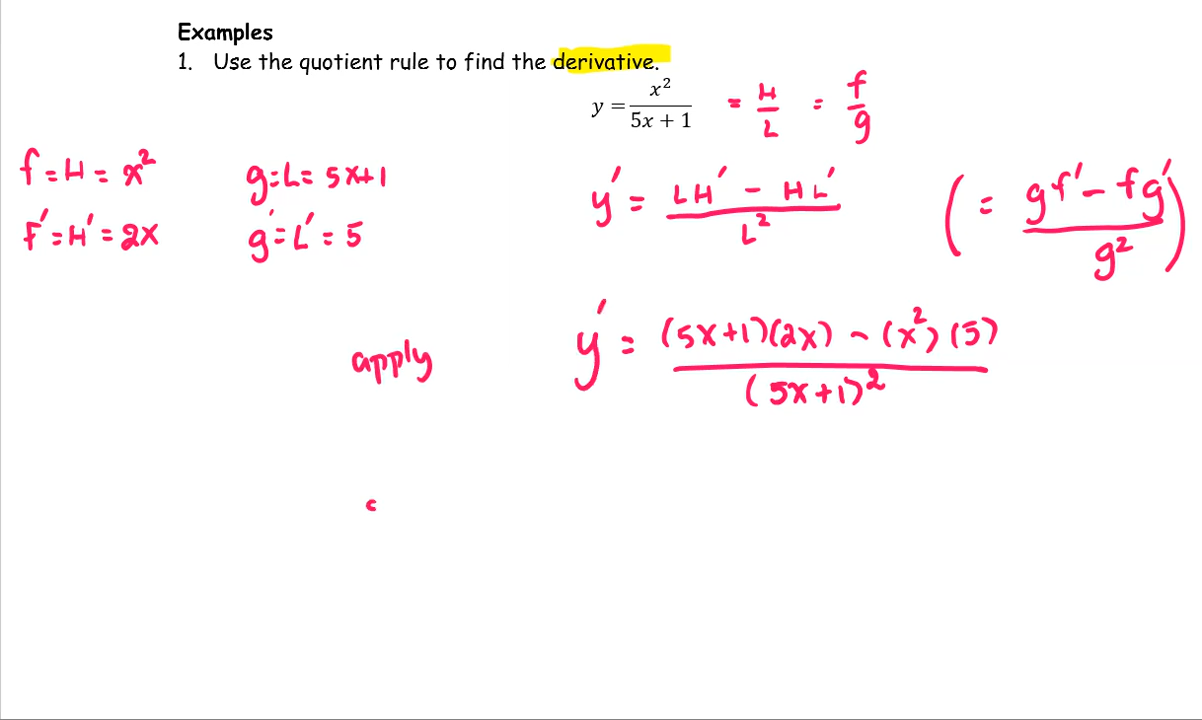 Examples
1. Use the quotient rule to find the derivative.
y = x² / (5x + 1) = H/L = f/g
f = H = x²
g = L = 5x+1
f' = H' = 2x
g' = L' = 5
y' = (LH' - HL') / L² ( = (gf' - fg') / g² )
apply
y' = ((5x+1)(2x) - (x²)(5)) / (5x+1)²
c